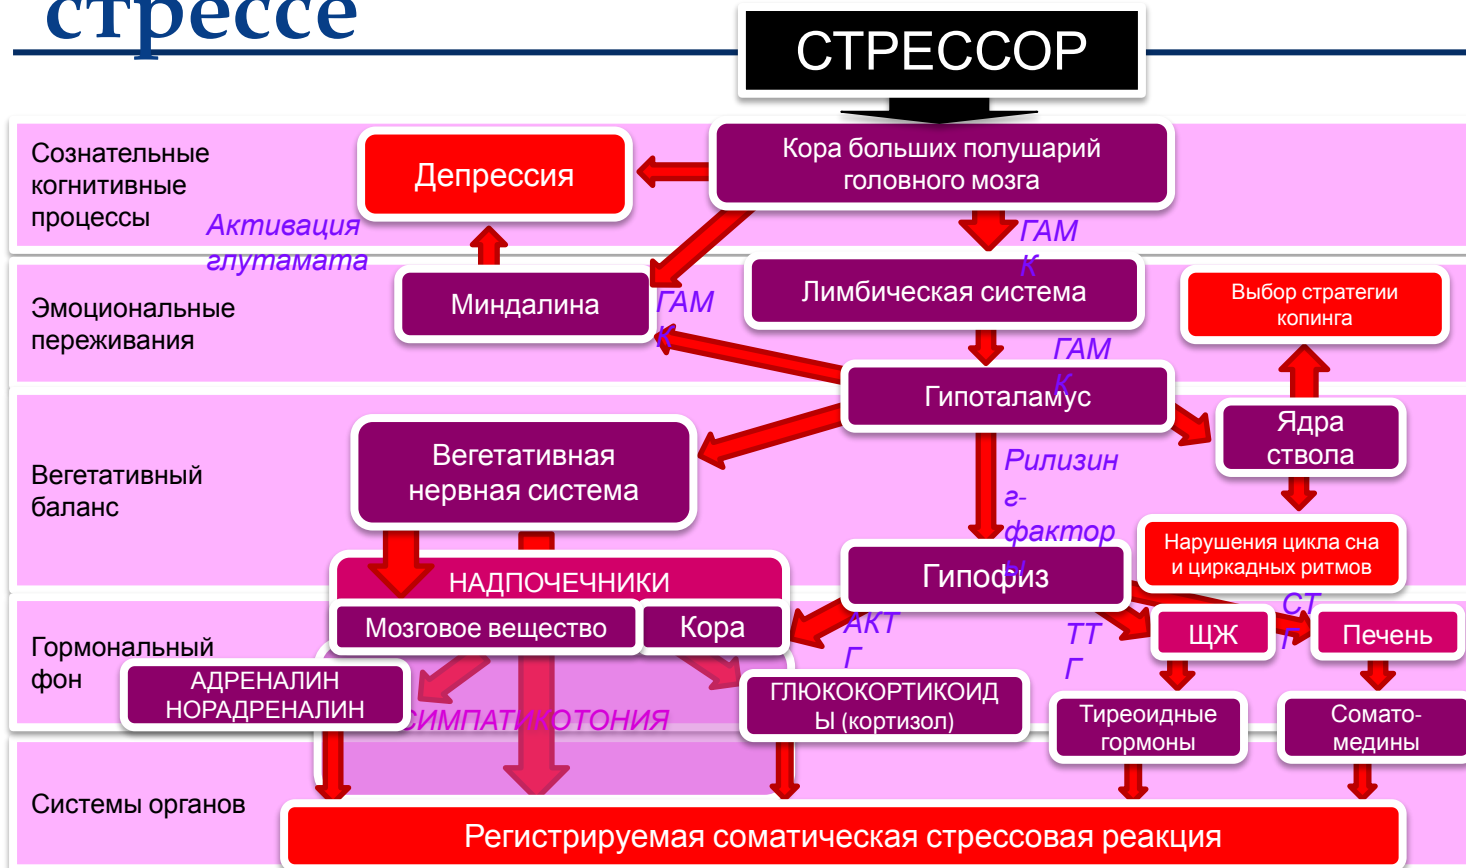 стрессе
СТРЕССОР
Сознательные
когнитивные
процессы
Депрессия
Кора больших полушарий
головного мозга
Активация
глутамата
ГАМ
К
Эмоциональные
переживания
Миндалина
ГАМ
К
Лимбическая система
Выбор стратегии
копинга
ГАМ
К
Гипоталамус
Вегетативный
баланс
Вегетативная
нервная система
Рилизин
г-
фактор
ы
Ядра
ствола
Нарушения цикла сна
и циркадных ритмов
НАДПОЧЕЧНИКИ
Гипофиз
Гормональный
фон
Мозговое вещество
Кора
АКТ
Г
ТТ
Г
ЩЖ
СТ
Г
Печень
АДРЕНАЛИН
НОРАДРЕНАЛИН
СИМПАТИКОТОНИЯ
ГЛЮКОКОРТИКОИД
Ы (кортизол)
Тиреоидные
гормоны
Сомато-
медины
Системы органов
Регистрируемая соматическая стрессовая реакция